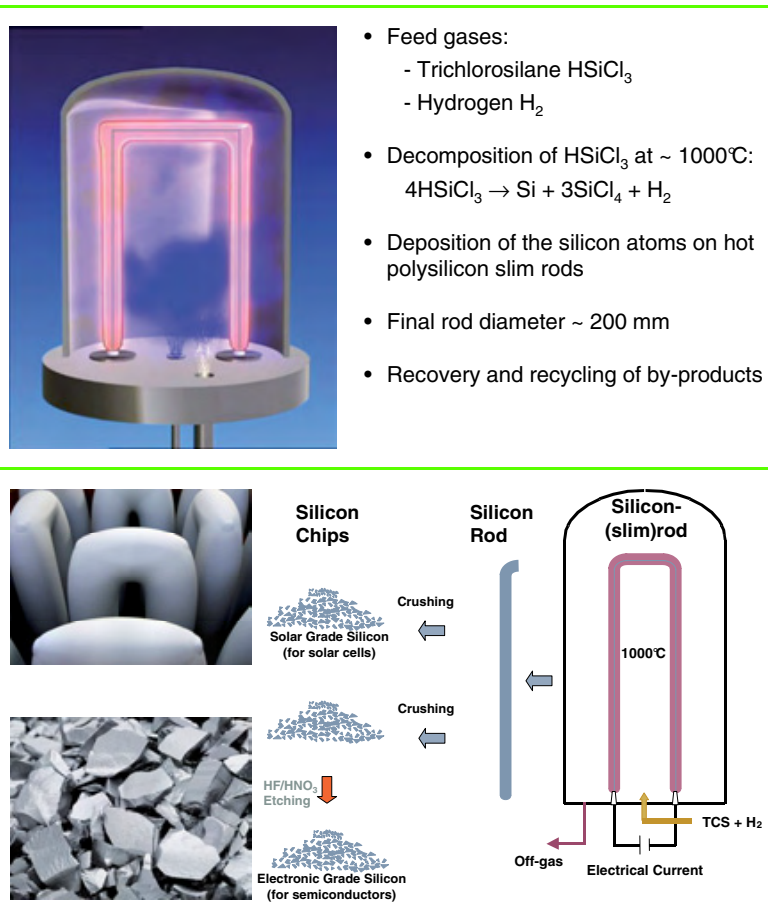 • Feed gases:
- Trichlorosilane HSiCl₃
- Hydrogen H₂
• Decomposition of HSiCl₃ at ~ 1000°C:
4HSiCl₃ → Si + 3SiCl₄ + H₂
• Deposition of the silicon atoms on hot
polysilicon slim rods
• Final rod diameter ~ 200 mm
• Recovery and recycling of by-products
Silicon
Chips
Silicon
Rod
Silicon-
(slim)rod
Crushing
Solar Grade Silicon
(for solar cells)
1000°C
Crushing
HF/HNO₃
Etching
TCS + H₂
Off-gas
Electrical Current
Electronic Grade Silicon
(for semiconductors)